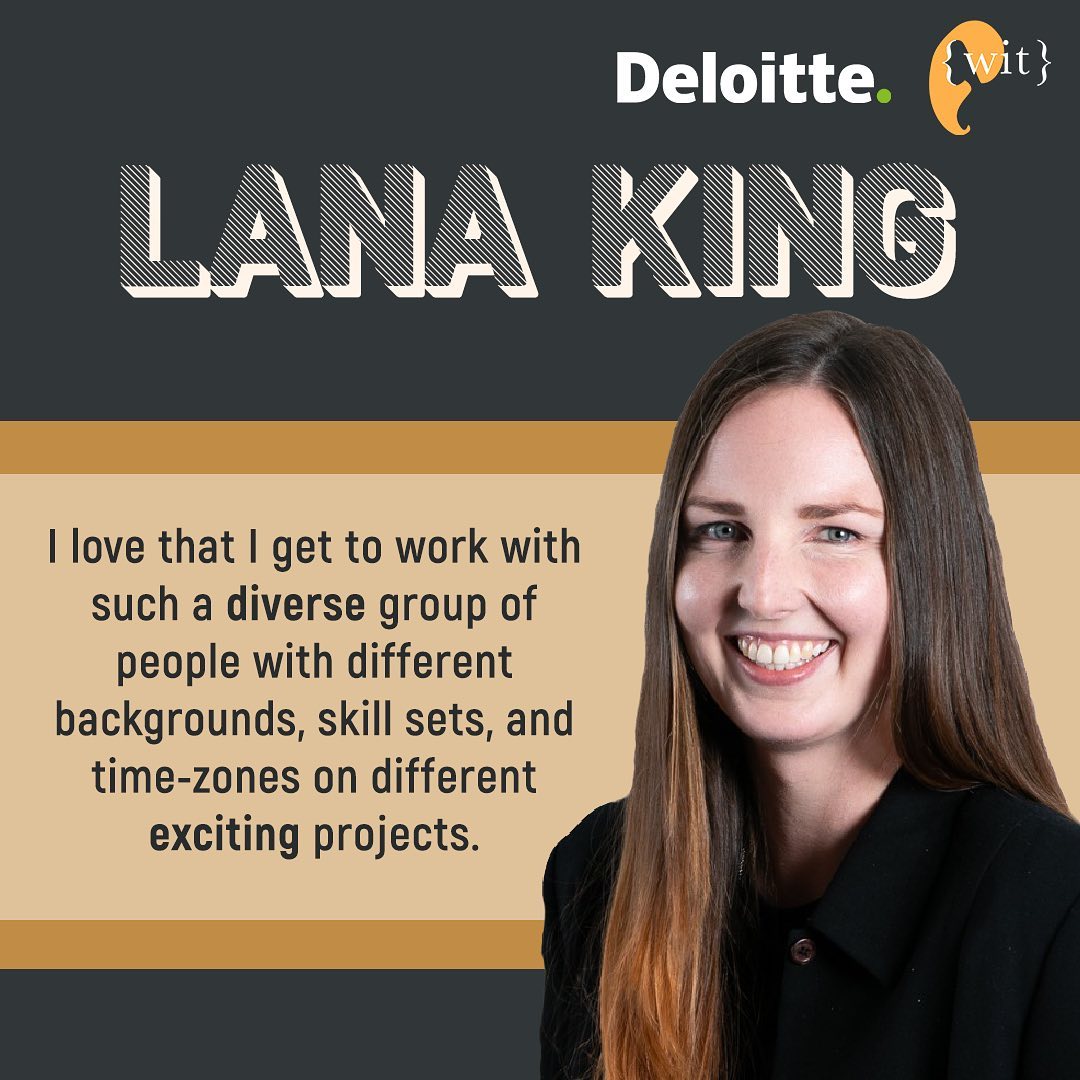 Deloitte. {wit}
LANA KING
I love that I get to work with
such a diverse group of
people with different
backgrounds, skill sets, and
time-zones on different
exciting projects.